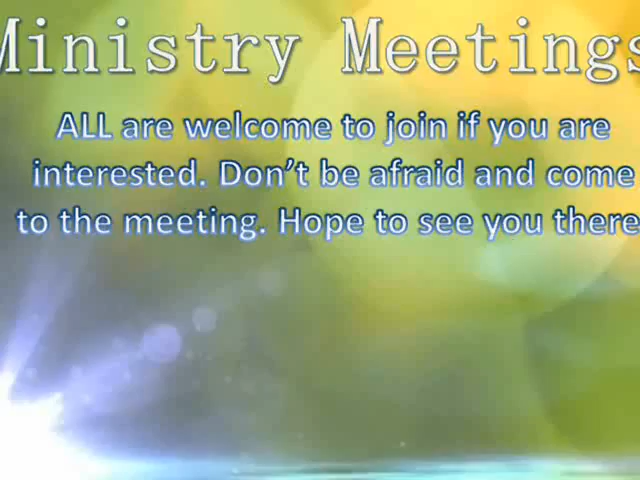 Ministry Meetings
ALL are welcome to join if you are
interested. Don’t be afraid and come
to the meeting. Hope to see you there